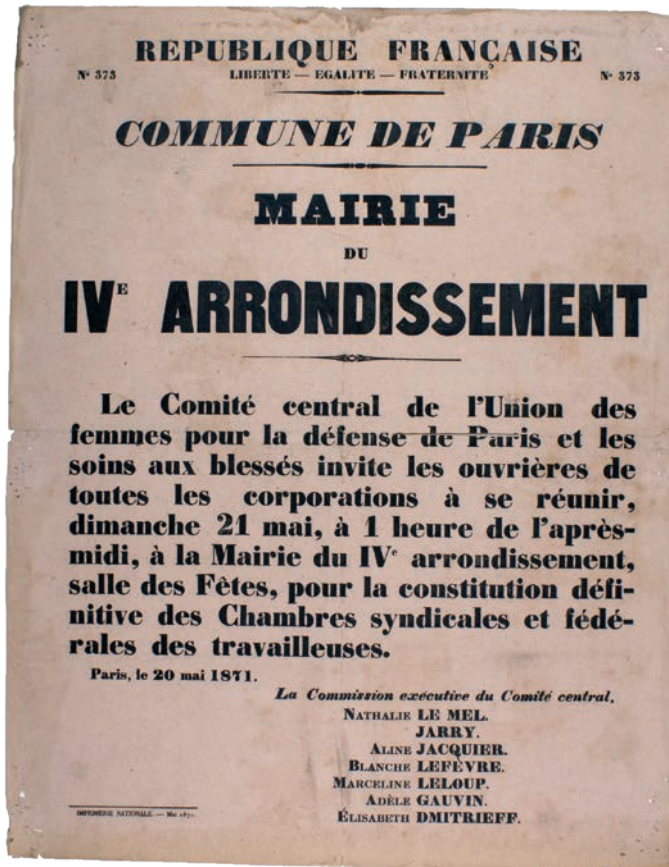 REPUBLIQUE FRANÇAISE
N° 373 LIBERTE — EGALITE — FRATERNITE N° 373
COMMUNE DE PARIS
MAIRIE
DU
IVE ARRONDISSEMENT
Le Comité central de l'Union des
femmes pour la défense de Paris et les
soins aux blessés invite les ouvrières de
toutes les corporations à se réunir,
dimanche 21 mai, à 1 heure de l'après-
midi, à la Mairie du IVe arrondissement,
salle des Fêtes, pour la constitution défi-
nitive des Chambres syndicales et fédé-
rales des travailleuses.
Paris, le 20 mai 1871.
La Commission exécutive du Comité central,
NATHALIE LE MEL.
JARRY.
ALINE JACQUIER.
BLANCHE LEFÈVRE.
MARCELINE LELOUP.
ADÈLE GAUVIN.
ÉLISABETH DMITRIEFF.
IMPRIMERIE NATIONALE. — Mai 1871.